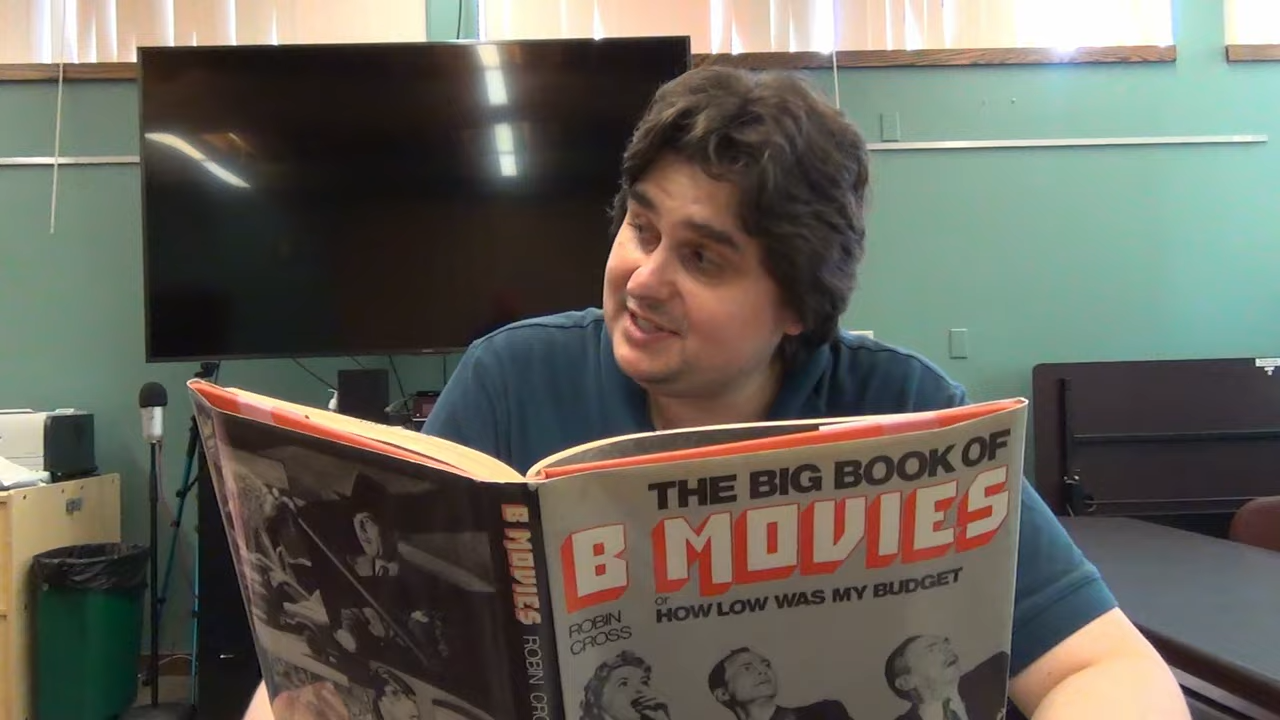 THE BIG BOOK OF
B MOVIES
or
HOW LOW WAS MY BUDGET
ROBIN
CROSS
B MOVIES ROBIN CRO